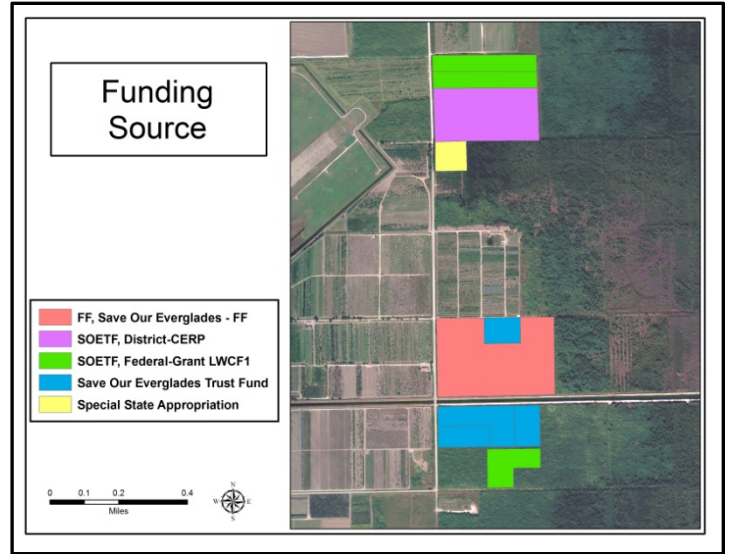 Funding
Source
FF, Save Our Everglades - FF
SOETF, District-CERP
SOETF, Federal-Grant LWCF1
Save Our Everglades Trust Fund
Special State Appropriation
0 0.1 0.2 0.4
Miles
N
W E
S